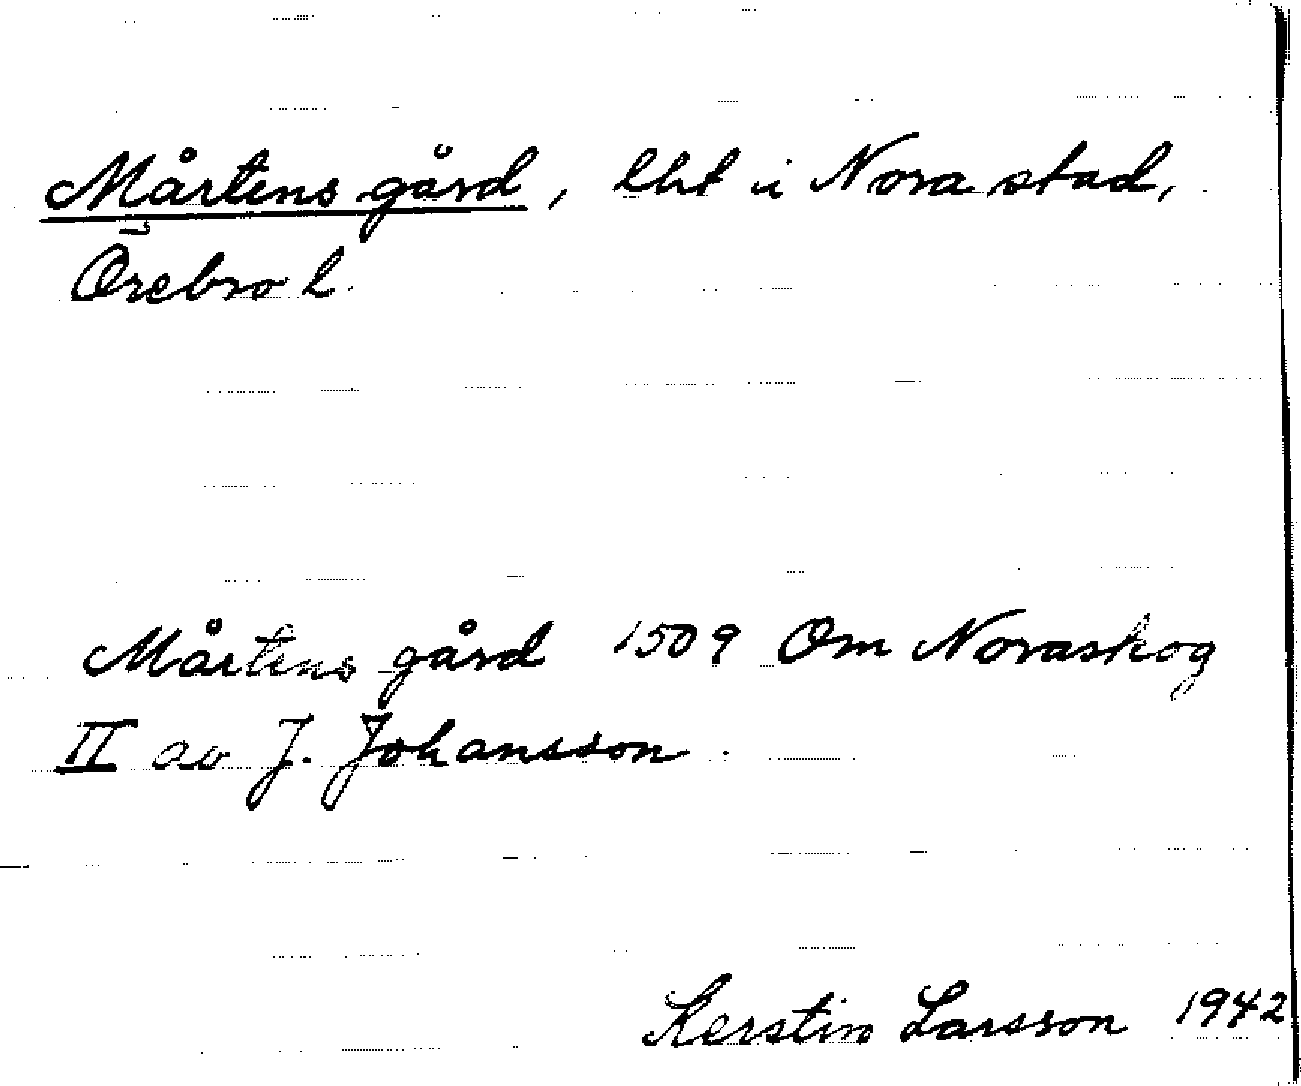 Mårtens gård, lht i Nora stad,
Örebro l.
Mårtens gård 1509 Om Noraskog
II av J. Johansson.
Kerstin Larsson 1942